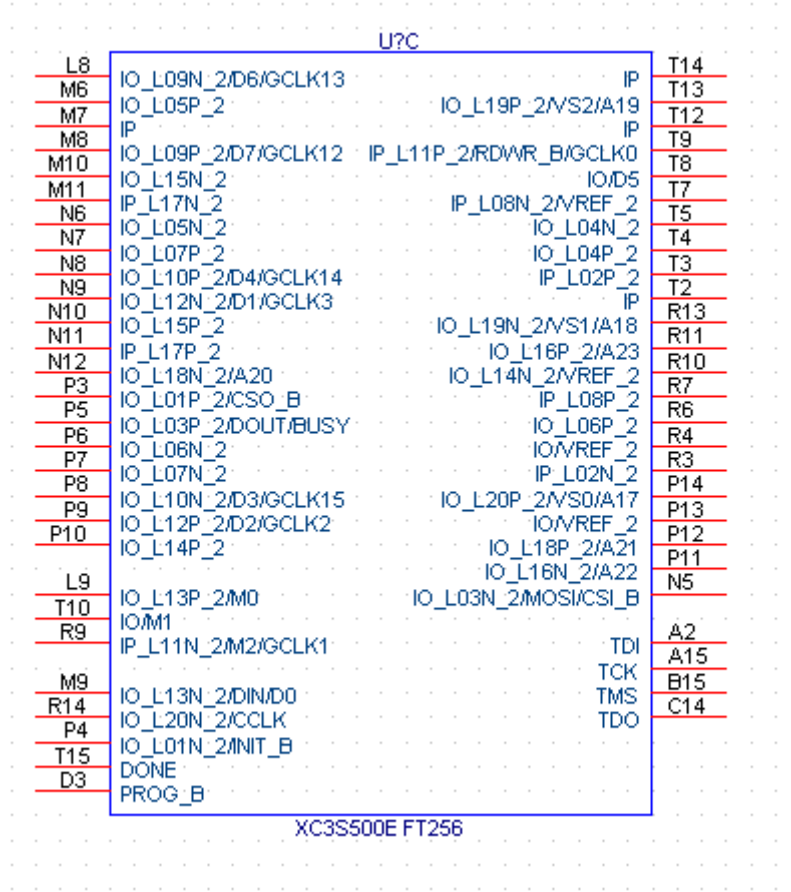 U?C
L8 IO_L09N_2/D6/GCLK13 IP T14
M6 IO_L05P_2 IO_L19P_2/VS2/A19 T13
M7 IP IP T12
M8 IO_L09P_2/D7/GCLK12 IP_L11P_2/RDWR_B/GCLK0 T9
M10 IO_L15N_2 IO/D5 T8
M11 IP_L17N_2 IP_L08N_2/VREF_2 T7
N6 IO_L05N_2 IO_L04N_2 T5
N7 IO_L07P_2 IO_L04P_2 T4
N8 IO_L10P_2/D4/GCLK14 IP_L02P_2 T3
N9 IO_L12N_2/D1/GCLK3 IP T2
N10 IO_L15P_2 IO_L19N_2/VS1/A18 R13
N11 IP_L17P_2 IO_L16P_2/A23 R11
N12 IO_L18N_2/A20 IO_L14N_2/VREF_2 R10
P3 IO_L01P_2/CSO_B IP_L08P_2 R7
P5 IO_L03P_2/DOUT/BUSY IO_L06P_2 R6
P6 IO_L06N_2 IO/VREF_2 R4
P7 IO_L07N_2 IP_L02N_2 R3
P8 IO_L10N_2/D3/GCLK15 IO_L20P_2/VS0/A17 P14
P9 IO_L12P_2/D2/GCLK2 IO/VREF_2 P13
P10 IO_L14P_2 IO_L18P_2/A21 P12
IO_L16N_2/A22 P11
L9 IO_L13P_2/M0 IO_L03N_2/MOSI/CSI_B N5
T10 IO/M1
R9 IP_L11N_2/M2/GCLK1 TDI A2
TCK A15
M9 IO_L13N_2/DIN/D0 TMS B15
R14 IO_L20N_2/CCLK TDO C14
P4 IO_L01N_2/INIT_B
T15 DONE
D3 PROG_B
XC3S500E FT256